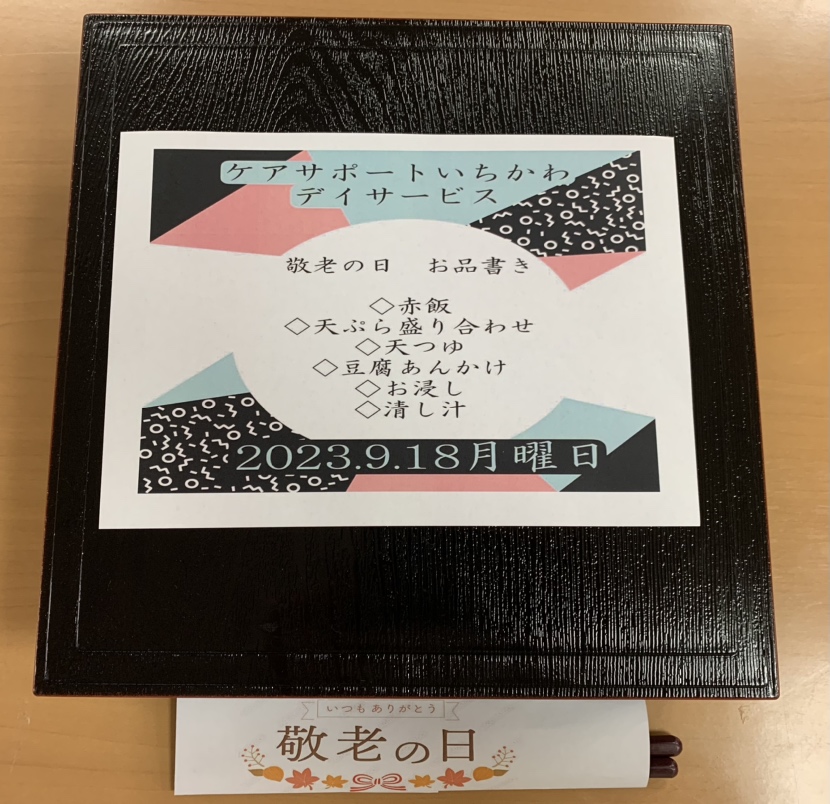 ケアサポートいちかわ
デイサービス
敬老の日　お品書き
◇赤飯
◇天ぷら盛り合わせ
◇天つゆ
◇豆腐あんかけ
◇お浸し
◇清し汁
2023.9.18月曜日
いつもありがとう
敬老の日